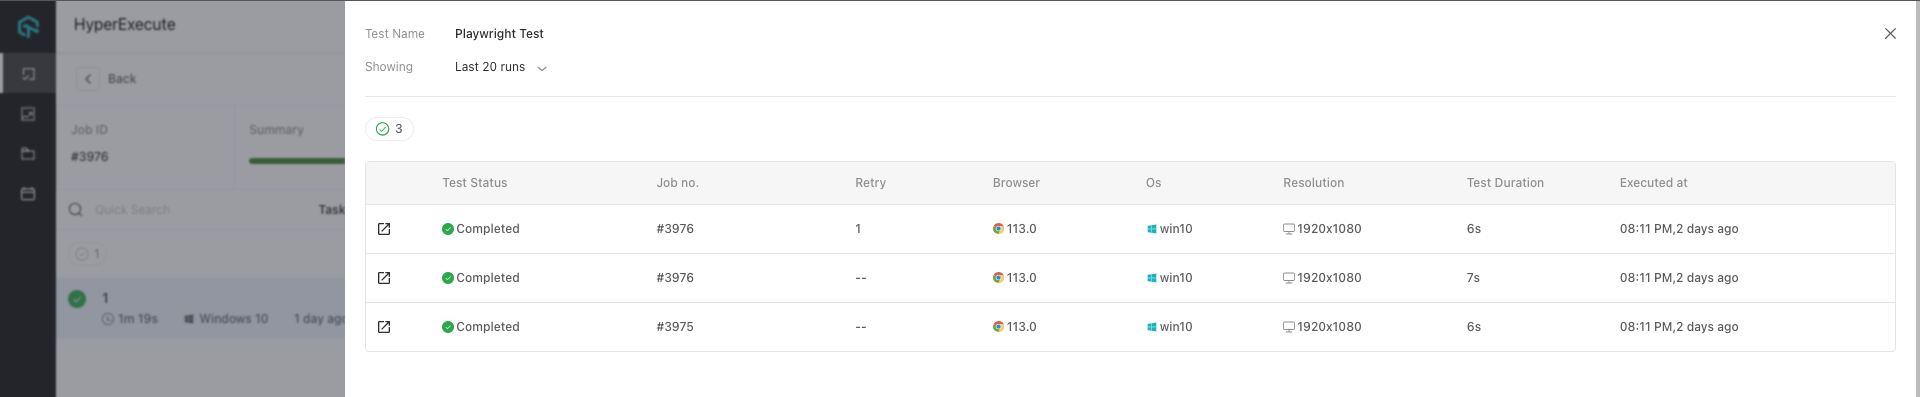 HyperExecute
Back
Job ID
Summary
#3976
Quick Search
Task
1
1
1m 19s
Windows 10
1 day ago
Test Name Playwright Test
Showing Last 20 runs
3
Test Status Job no. Retry Browser Os Resolution Test Duration Executed at
Completed #3976 1 113.0 win10 1920x1080 6s 08:11 PM,2 days ago
Completed #3976 -- 113.0 win10 1920x1080 7s 08:11 PM,2 days ago
Completed #3975 -- 113.0 win10 1920x1080 6s 08:11 PM,2 days ago